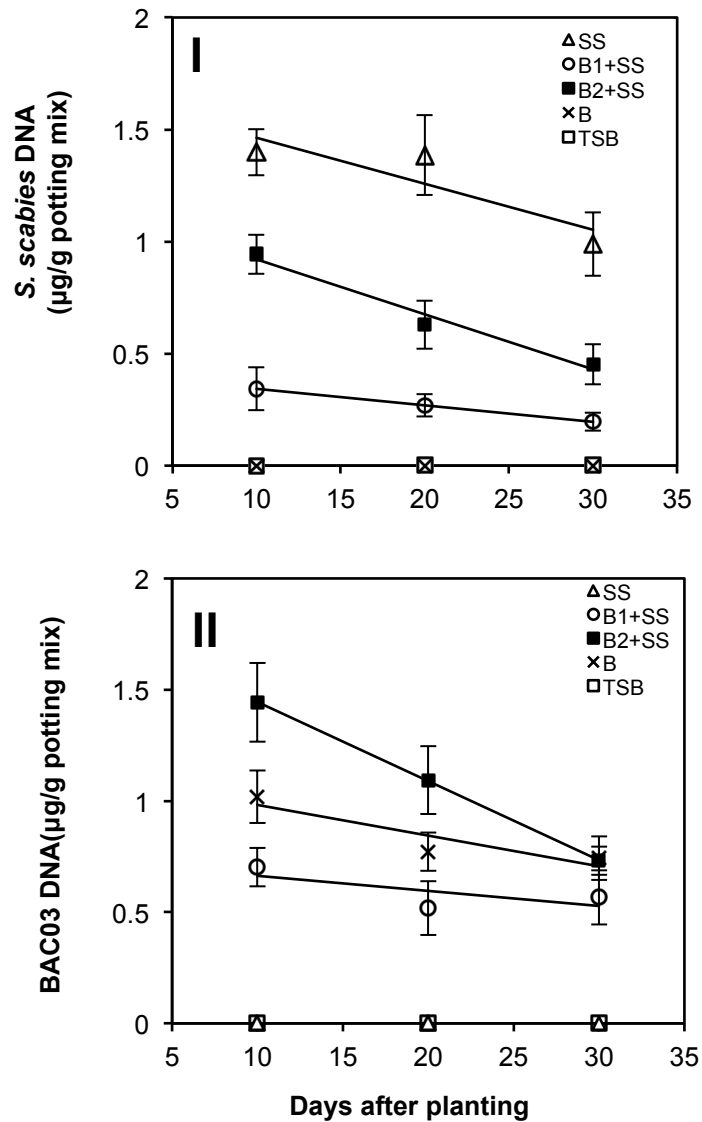 I
S. scabies DNA
(µg/g potting mix)
2
1.5
1
0.5
0
5
10
15
20
25
30
35
SS
B1+SS
B2+SS
B
TSB
II
BAC03 DNA(µg/g potting mix)
2
1.5
1
0.5
0
5
10
15
20
25
30
35
SS
B1+SS
B2+SS
B
TSB
Days after planting